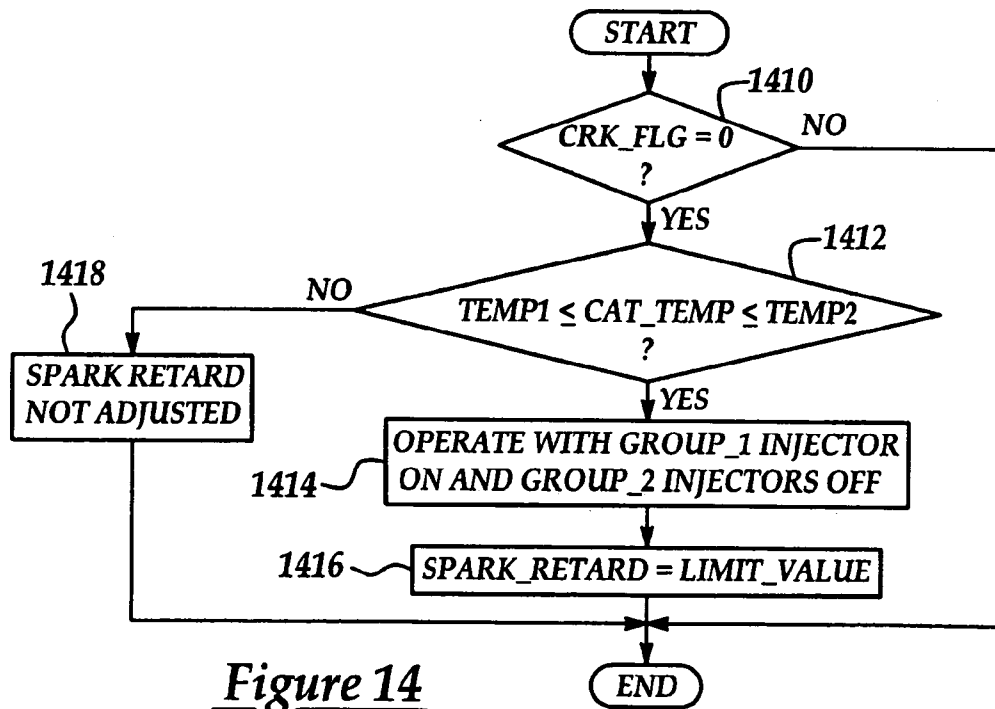 START
1410
CRK_FLG = 0
?
NO
YES
1412
TEMP1 ≤ CAT_TEMP ≤ TEMP2
?
NO
1418
SPARK RETARD
NOT ADJUSTED
YES
OPERATE WITH GROUP_1 INJECTOR
ON AND GROUP_2 INJECTORS OFF
1414
SPARK_RETARD = LIMIT_VALUE
1416
END
Figure 14